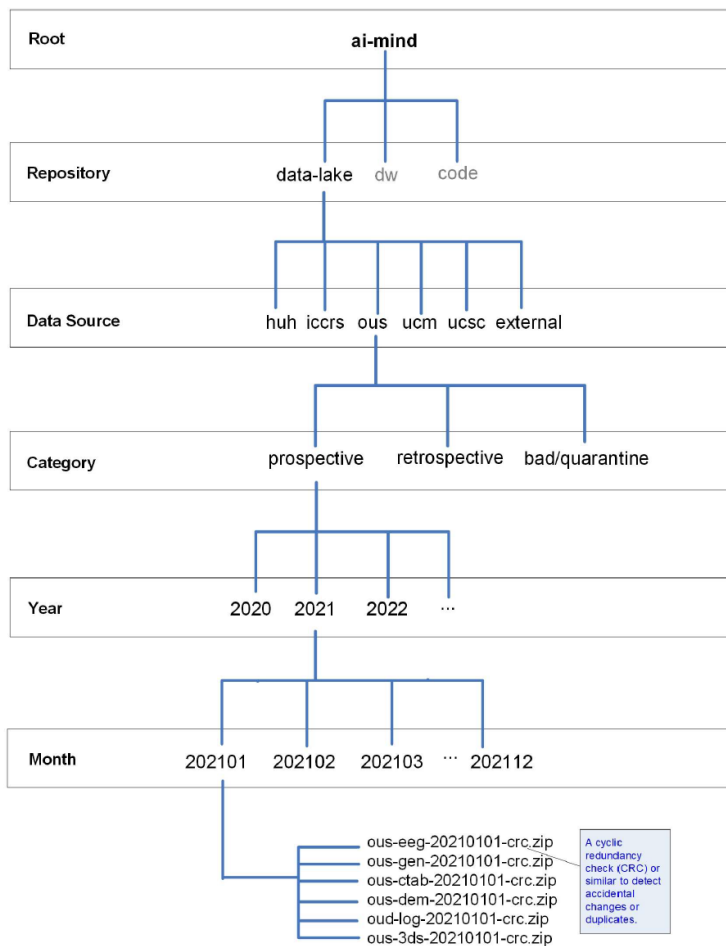 Root
ai-mind
Repository
data-lake
dw
code
Data Source
huh iccrs ous ucm ucsc external
Category
prospective
retrospective
bad/quarantine
Year
2020
2021
2022
...
Month
202101
202102
202103
...
202112
ous-eeg-20210101-crc.zip
ous-gen-20210101-crc.zip
ous-ctab-20210101-crc.zip
ous-dem-20210101-crc.zip
oud-log-20210101-crc.zip
ous-3ds-20210101-crc.zip
A cyclic
redundancy
check (CRC) or
similar to detect
accidental
changes or
duplicates.